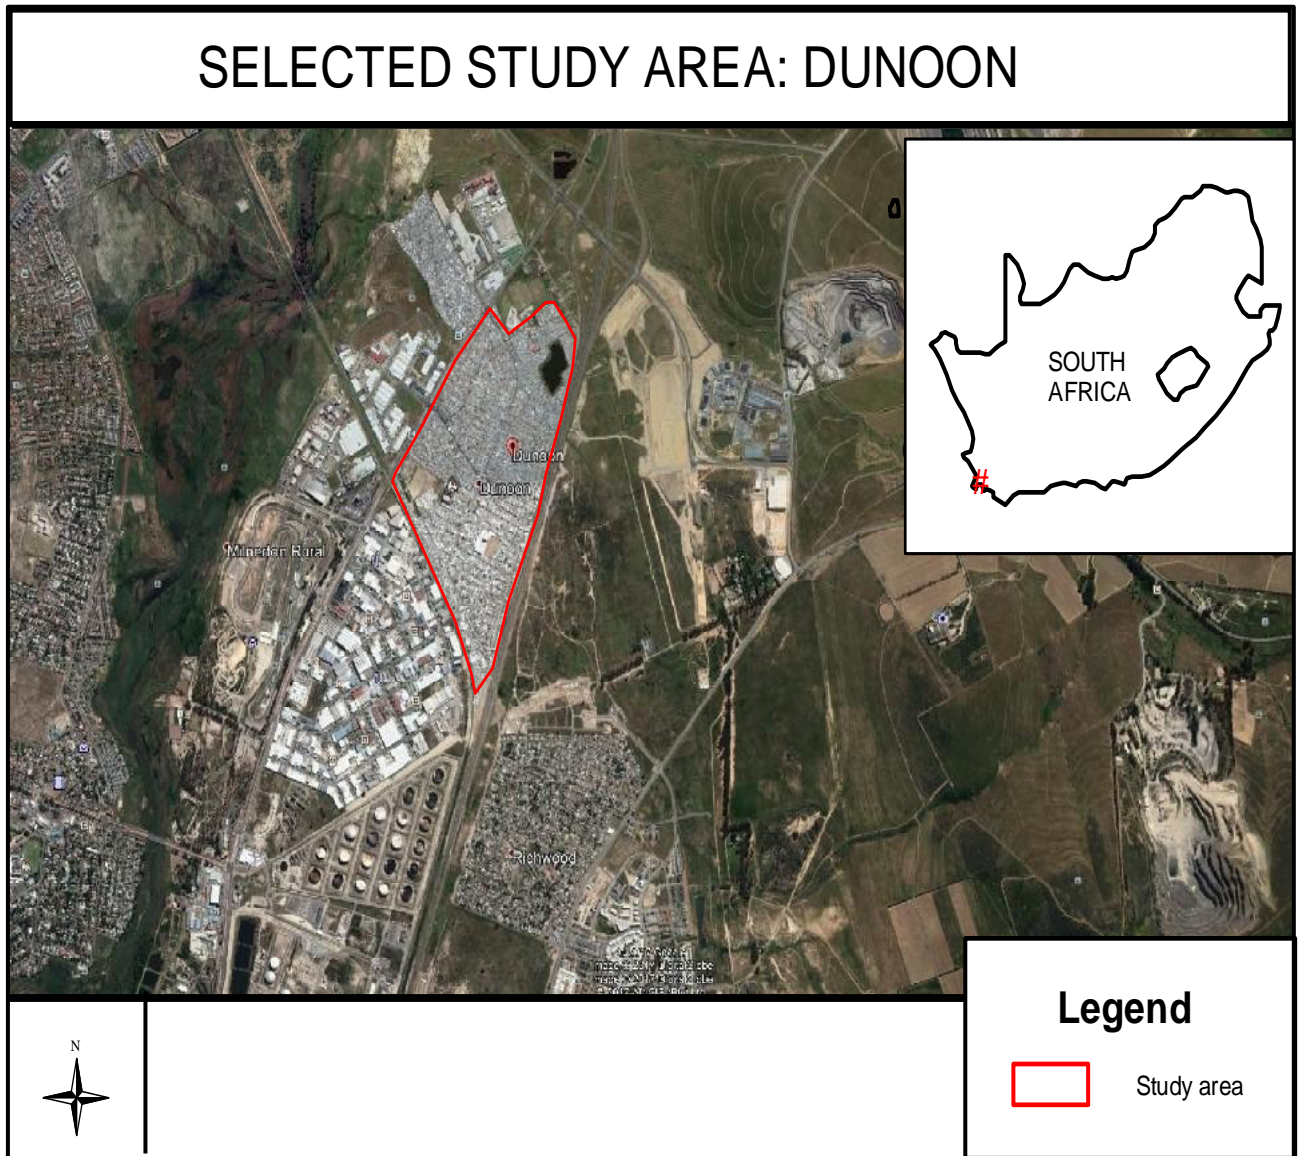 SELECTED STUDY AREA: DUNOON
SOUTH
AFRICA
#
Dunoon
Dunoon
Milnerton Rural
Richwood
N
Legend
Study area